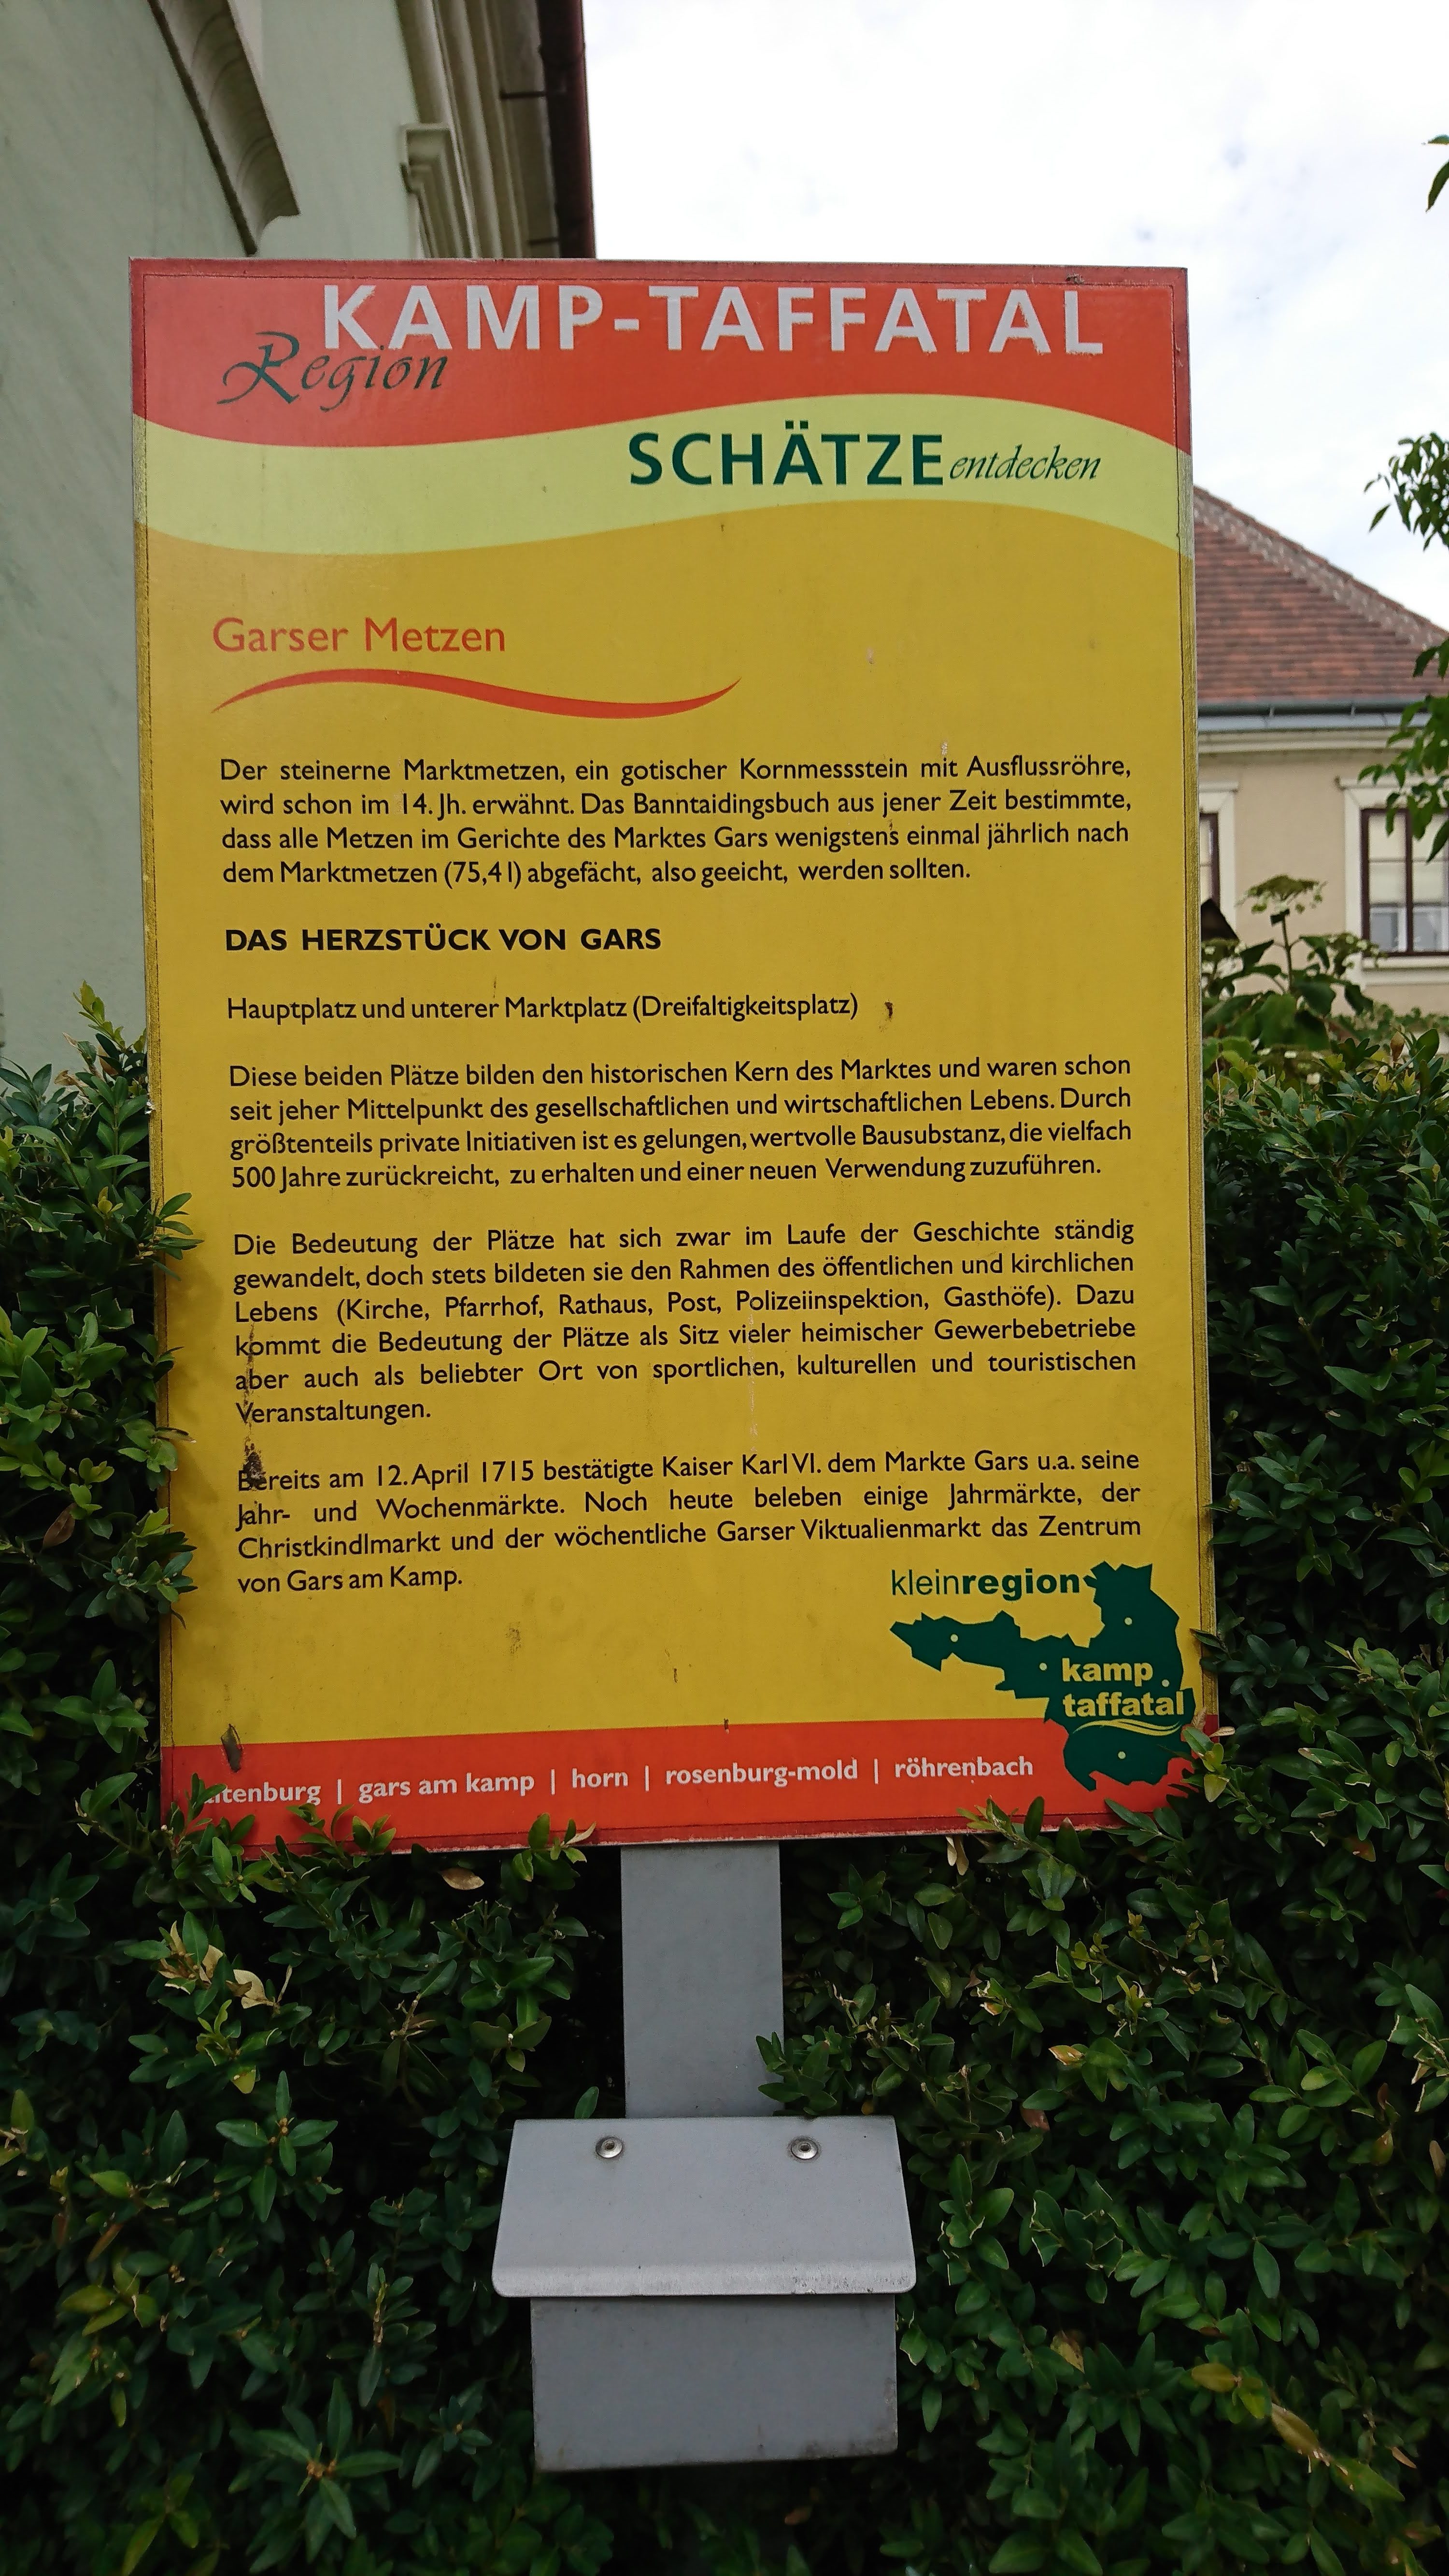 KAMP-TAFFATAL
Region
SCHÄTZE entdecken
Garser Metzen
Der steinerne Marktmetzen, ein gotischer Kornmessstein mit Ausflussröhre,
wird schon im 14. Jh. erwähnt. Das Banntaidingsbuch aus jener Zeit bestimmte,
dass alle Metzen im Gerichte des Marktes Gars wenigstens einmal jährlich nach
dem Marktmetzen (75,4 l) abgefächt, also geeicht, werden sollten.
DAS HERZSTÜCK VON GARS
Hauptplatz und unterer Marktplatz (Dreifaltigkeitsplatz)
Diese beiden Plätze bilden den historischen Kern des Marktes und waren schon
seit jeher Mittelpunkt des gesellschaftlichen und wirtschaftlichen Lebens. Durch
größtenteils private Initiativen ist es gelungen, wertvolle Bausubstanz, die vielfach
500 Jahre zurückreicht, zu erhalten und einer neuen Verwendung zuzuführen.
Die Bedeutung der Plätze hat sich zwar im Laufe der Geschichte ständig
gewandelt, doch stets bildeten sie den Rahmen des öffentlichen und kirchlichen
Lebens (Kirche, Pfarrhof, Rathaus, Post, Polizeiinspektion, Gasthöfe). Dazu
kommt die Bedeutung der Plätze als Sitz vieler heimischer Gewerbebetriebe
aber auch als beliebter Ort von sportlichen, kulturellen und touristischen
Veranstaltungen.
Bereits am 12. April 1715 bestätigte Kaiser Karl VI. dem Markte Gars u.a. seine
Jahr- und Wochenmärkte. Noch heute beleben einige Jahrmärkte, der
Christkindlmarkt und der wöchentliche Garser Viktualienmarkt das Zentrum
von Gars am Kamp.
kleinregion
kamp
taffatal
altenburg | gars am kamp | horn | rosenburg-mold | röhrenbach